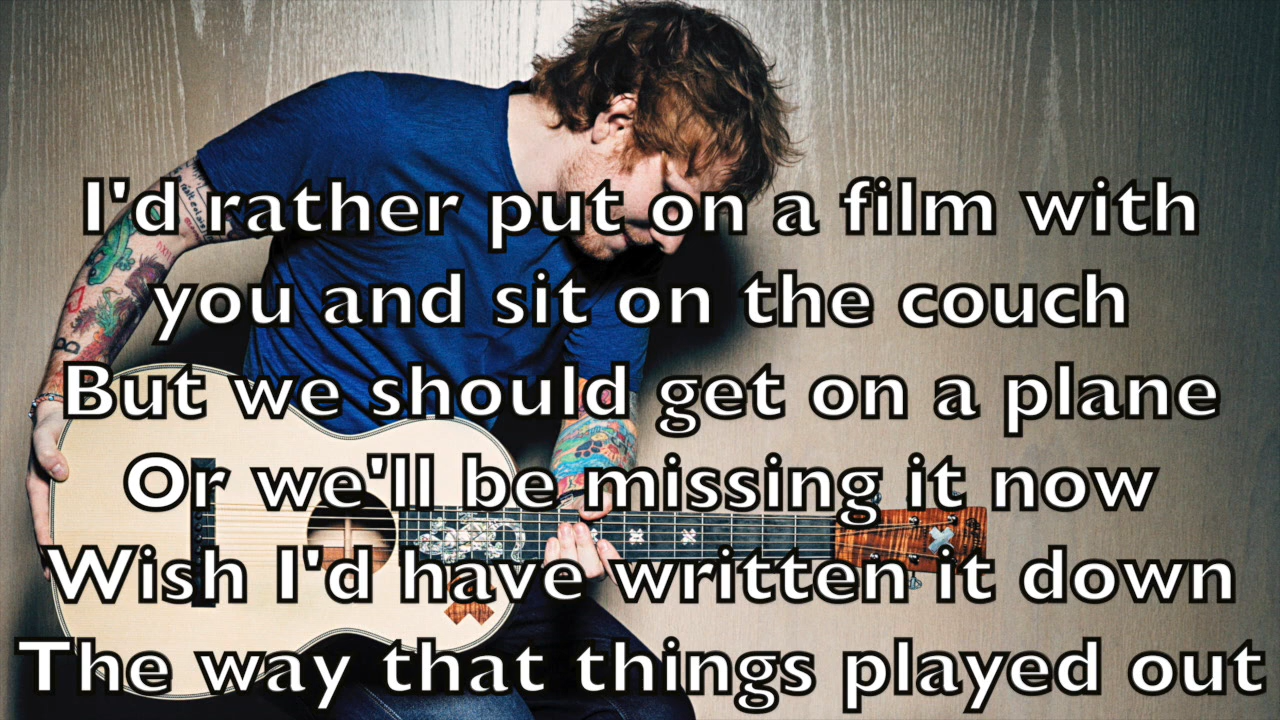 I'd rather put on a film with
you and sit on the couch
But we should get on a plane
Or we'll be missing it now
Wish I'd have written it down
The way that things played out